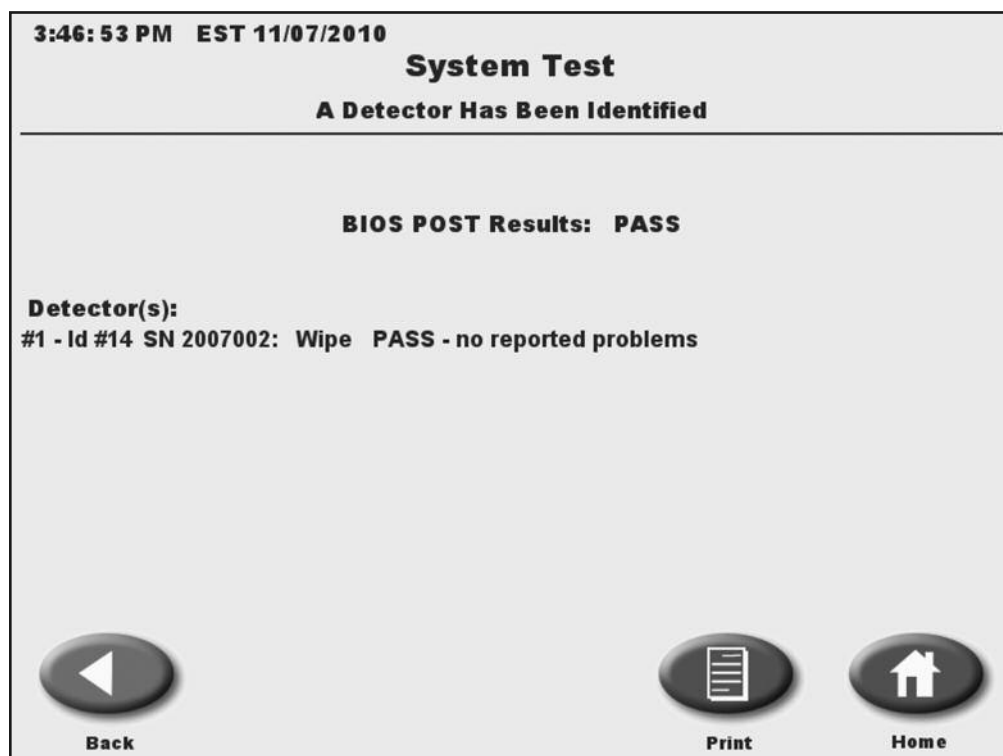 3:46:53 PM EST 11/07/2010
System Test
A Detector Has Been Identified
BIOS POST Results: PASS
Detector(s):
#1 - Id #14 SN 2007002: Wipe PASS - no reported problems
Back
Print
Home